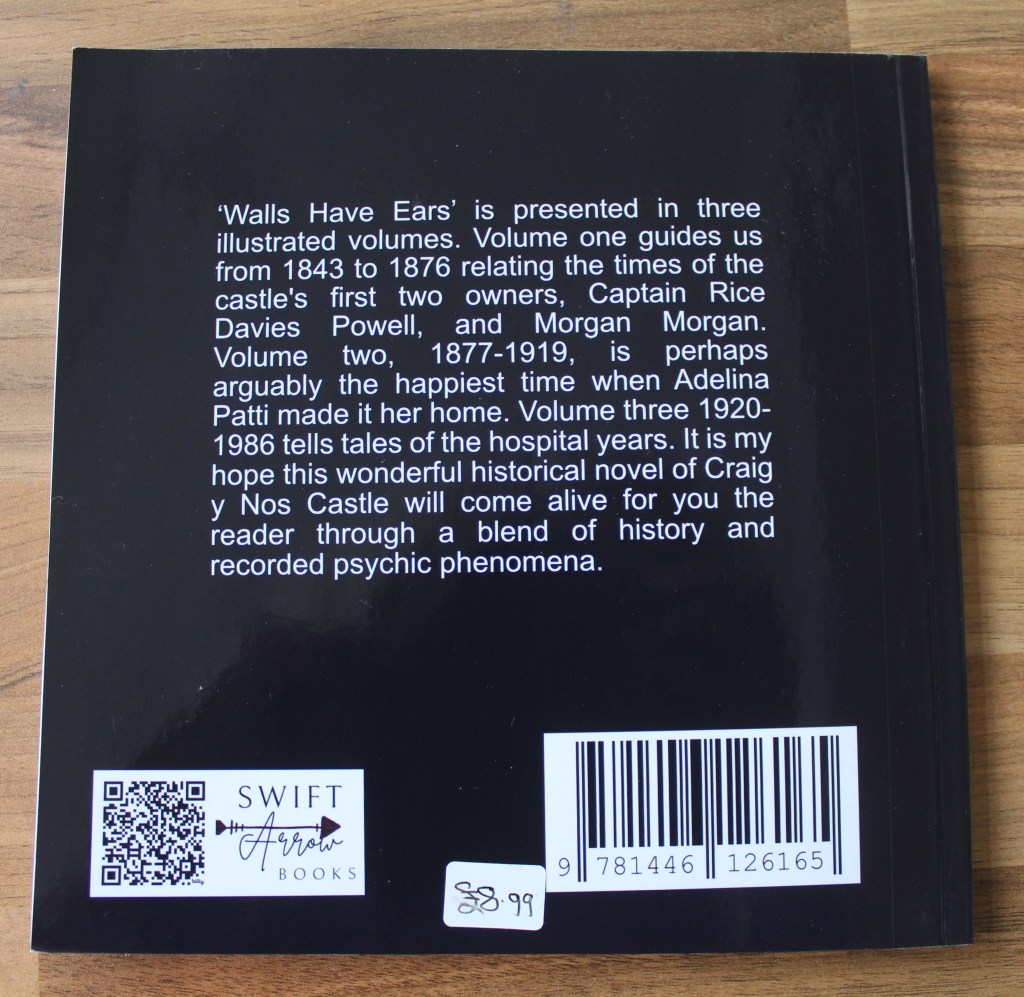 ‘Walls Have Ears’ is presented in three
illustrated volumes. Volume one guides us
from 1843 to 1876 relating the times of the
castle's first two owners, Captain Rice
Davies Powell, and Morgan Morgan.
Volume two, 1877-1919, is perhaps
arguably the happiest time when Adelina
Patti made it her home. Volume three 1920-
1986 tells tales of the hospital years. It is my
hope this wonderful historical novel of Craig
y Nos Castle will come alive for you the
reader through a blend of history and
recorded psychic phenomena.
SWIFT
Arrow
BOOKS
£8.99
9 781446 126165